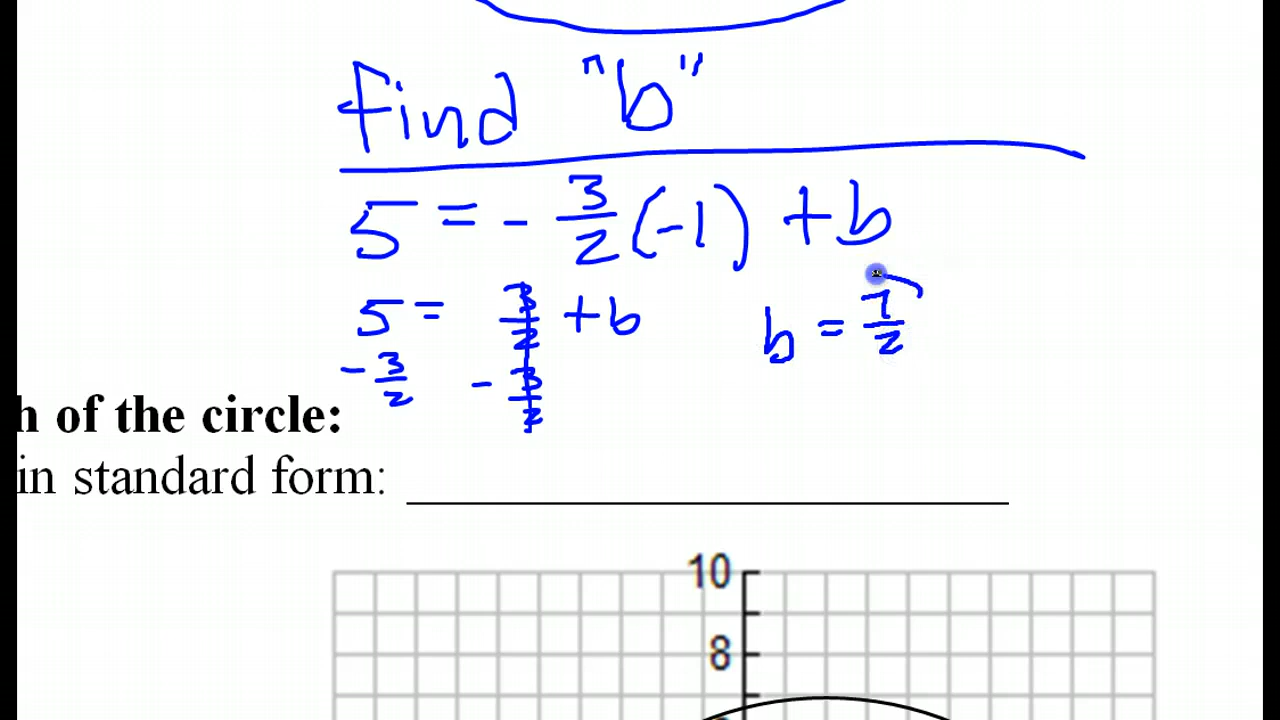 find "b"
5 = - 3/2 (-1) + b
5 = 3/2 + b
b = 7/2
- 3/2 - 3/2
h of the circle:
in standard form:
10
8